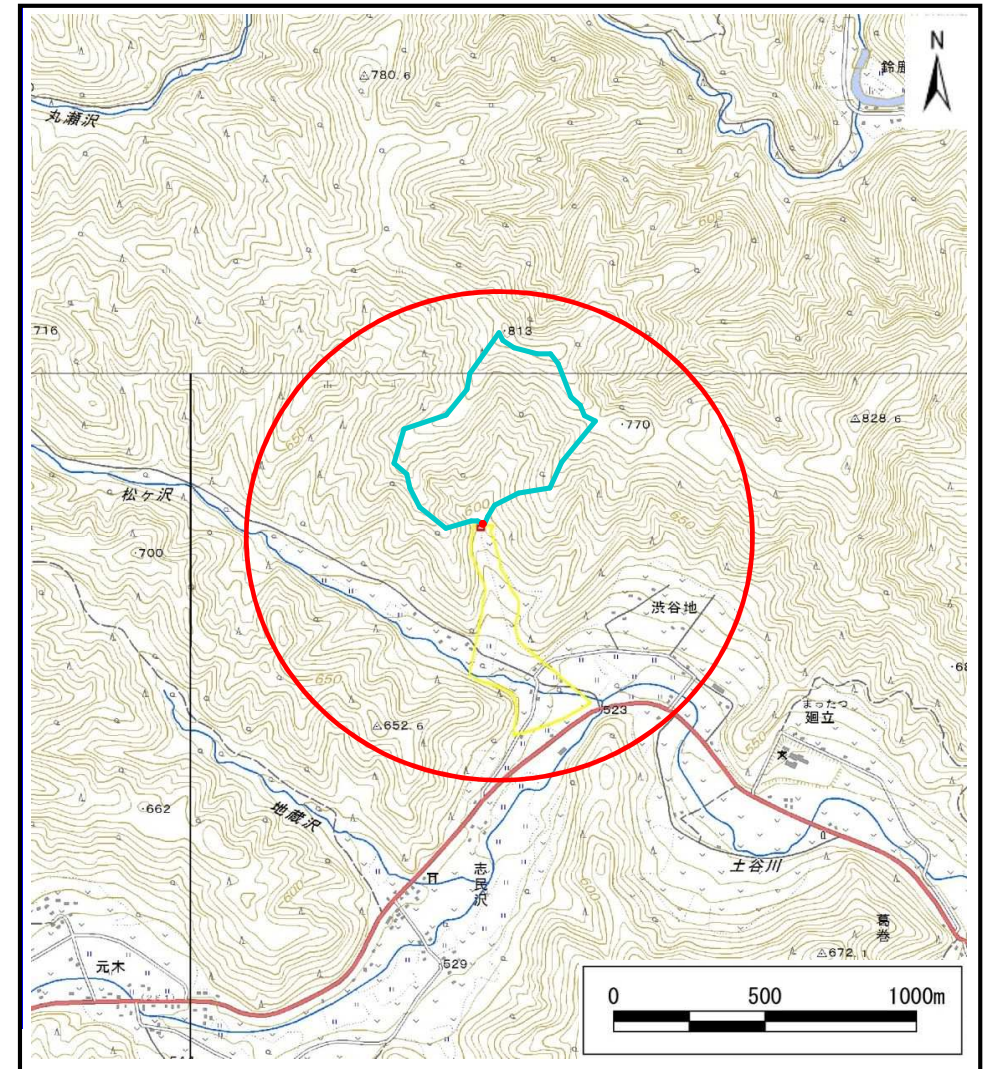 N
△780.6
鈴
丸瀬沢
600
716
・813
・770
△828.6
650
松ヶ沢
600
・700
渋谷地
650
523
△652.6
まったつ
廻立
・662
地蔵沢
土谷川
志民沢
600
600
葛巻
△672.1
529
元木
0 500 1000m